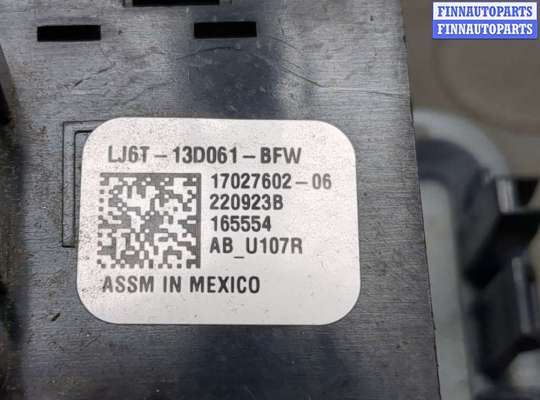 FINNAUTOPARTS
FINNAUTOPARTS
LJ6T-13D061-BFW
17027602-06
220923B
165554
AB_U107R
ASSM IN MEXICO